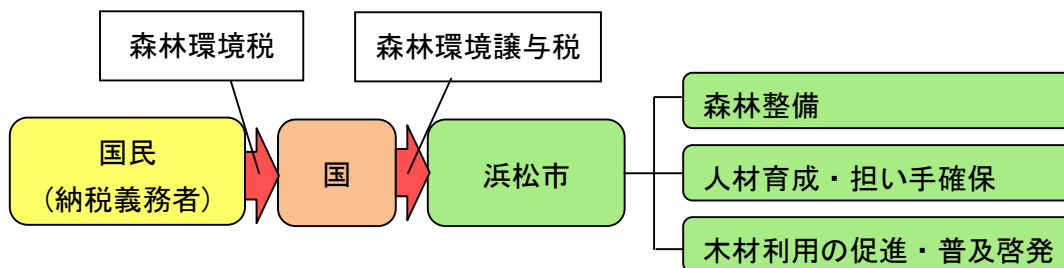 森林環境税
森林環境譲与税
国民
（納税義務者）
国
浜松市
森林整備
人材育成・担い手確保
木材利用の促進・普及啓発